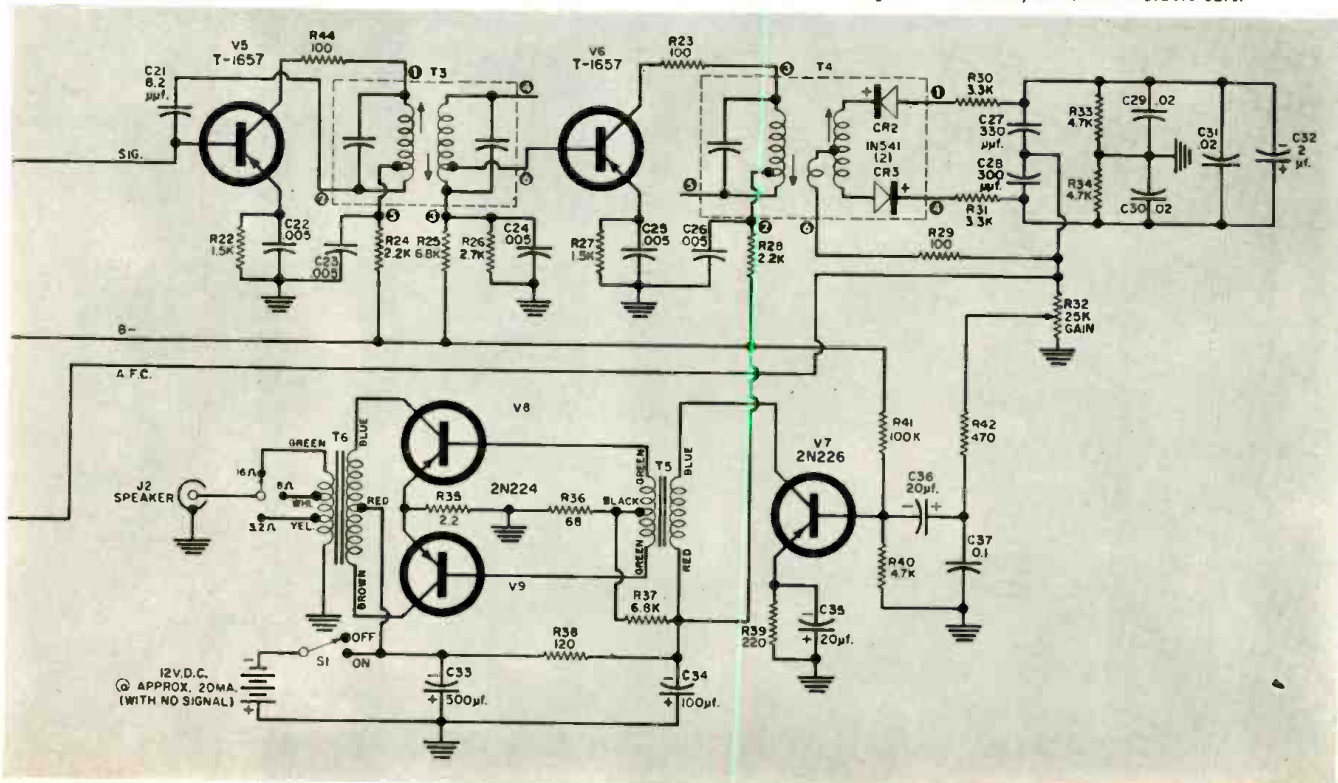 V5
T-1657
R44
100
C21
8.2
µµf.
T3
V6
T-1657
R23
100
T4
R30
3.3K
CR2
1N541
(2)
CR3
C27
330
µµf.
C28
300
µµf.
R31
3.3K
R33
4.7K
R34
4.7K
C29 .02
C30 .02
C31
.02
C32
2
µf.
SIG.
R22
1.5K
C22
.005
C23
.005
R24
2.2K
R25
6.8K
R26
2.7K
C24
.005
R27
1.5K
C25
.005
C26
.005
R28
2.2K
R29
100
R32
25K
GAIN
B-
A.F.C.
V8
T6
GREEN
BLUE
16Ω
8Ω
WHI.
3.2Ω
YEL.
J2
SPEAKER
RED
BROWN
R35
2.2
2N224
R36
68
BLACK
GREEN
GREEN
T5
BLUE
RED
V9
R37
6.8K
V7
2N226
R41
100K
R42
470
C36
20µf.
R40
4.7K
C37
0.1
R39
220
C35
20µf.
OFF
S1
ON
R38
120
C33
500µf.
C34
100µf.
12V.D.C.
@ APPROX. 20MA.
(WITH NO SIGNAL)